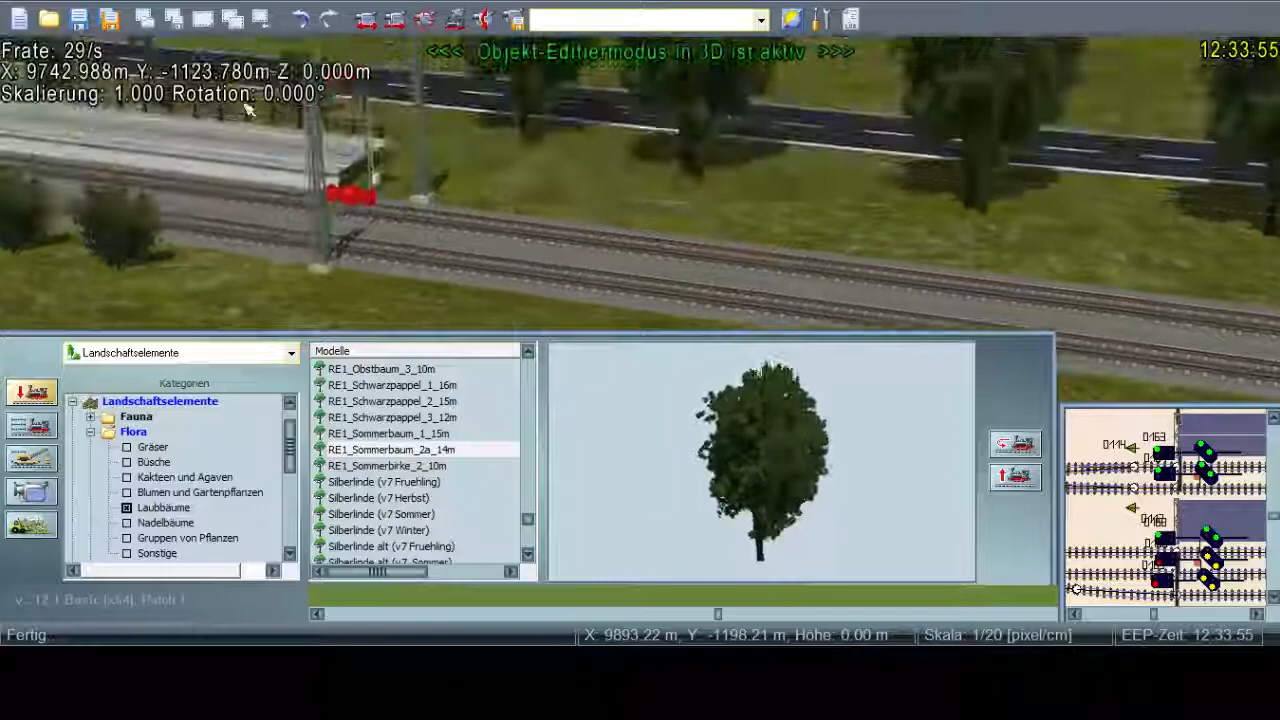 Frate. 29/s
<<< Objekt-Editiermodus in 3D ist aktiv >>>
12:33:55
X: 9742.988m Y: -1123.780m Z: 0.000m
Skalierung: 1.000 Rotation: 0.000°
Landschaftselemente
Kategorien
Landschaftselemente
Fauna
Flora
Gräser
Büsche
Kakteen und Agaven
Blumen und Gartenpflanzen
Laubbäume
Nadelbäume
Gruppen von Pflanzen
Sonstige
Modelle
RE1_Obstbaum_3_10m
RE1_Schwarzpappel_1_16m
RE1_Schwarzpappel_2_15m
RE1_Schwarzpappel_3_12m
RE1_Sommerbaum_1_15m
RE1_Sommerbaum_2a_14m
RE1_Sommerbirke_2_10m
Silberlinde (v7 Fruehling)
Silberlinde (v7 Herbst)
Silberlinde (v7 Sommer)
Silberlinde (v7 Winter)
Silberlinde alt (v7 Fruehling)
Silberlinde alt (v7 Sommer)
Fertig.
X: 9893.22 m, Y: -1198.21 m, Höhe: 0.00 m
Skala: 1/20 [pixel/cm]
EEP-Zeit: 12:33:55